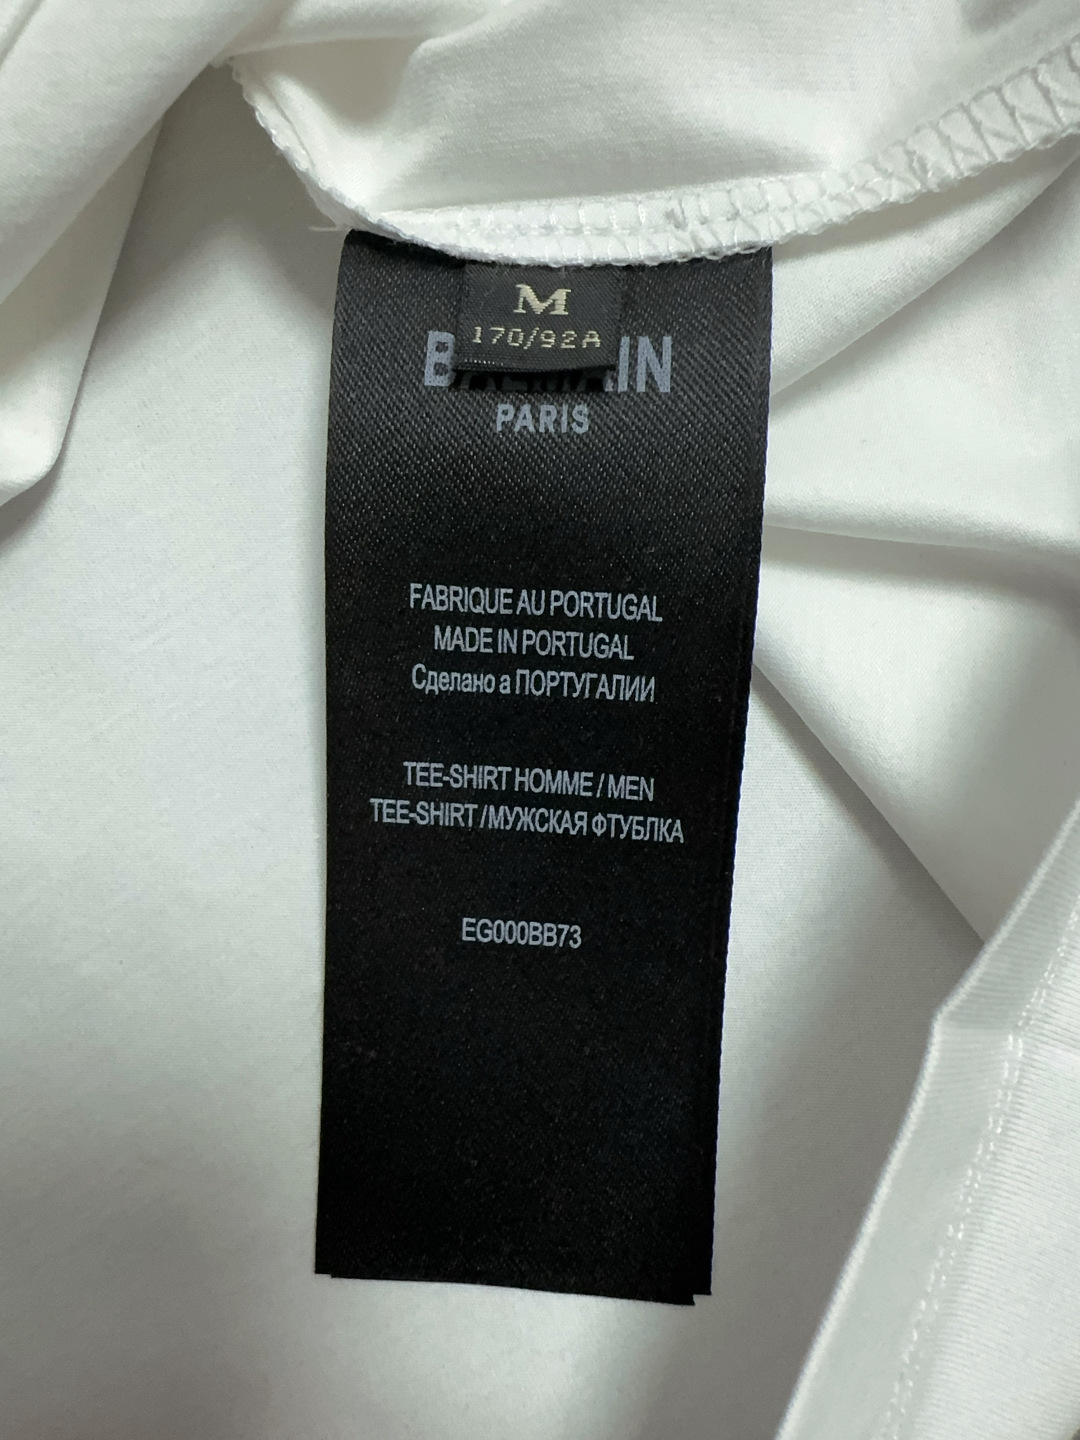 M
170/92A
BALMAIN
PARIS
FABRIQUE AU PORTUGAL
MADE IN PORTUGAL
Сделано а ПОРТУГАЛИИ
TEE-SHIRT HOMME / MEN
TEE-SHIRT /МУЖСКАЯ ФТУБЛКА
EG000BB73